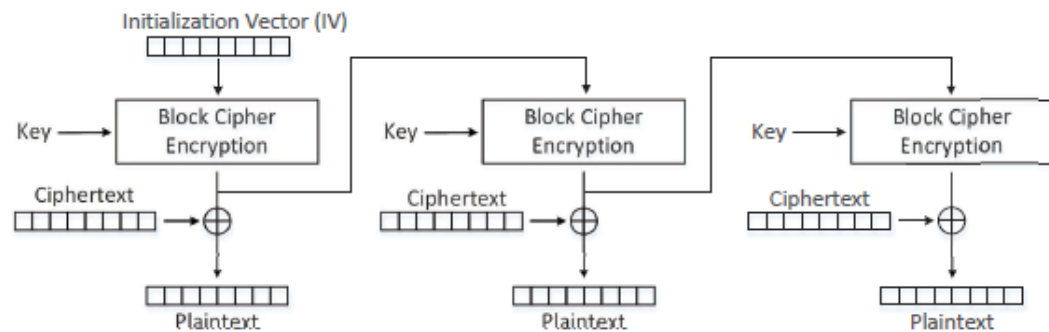 Initialization Vector (IV)
Key
Block Cipher
Encryption
Key
Block Cipher
Encryption
Key
Block Cipher
Encryption
Ciphertext
Ciphertext
Ciphertext
Plaintext
Plaintext
Plaintext